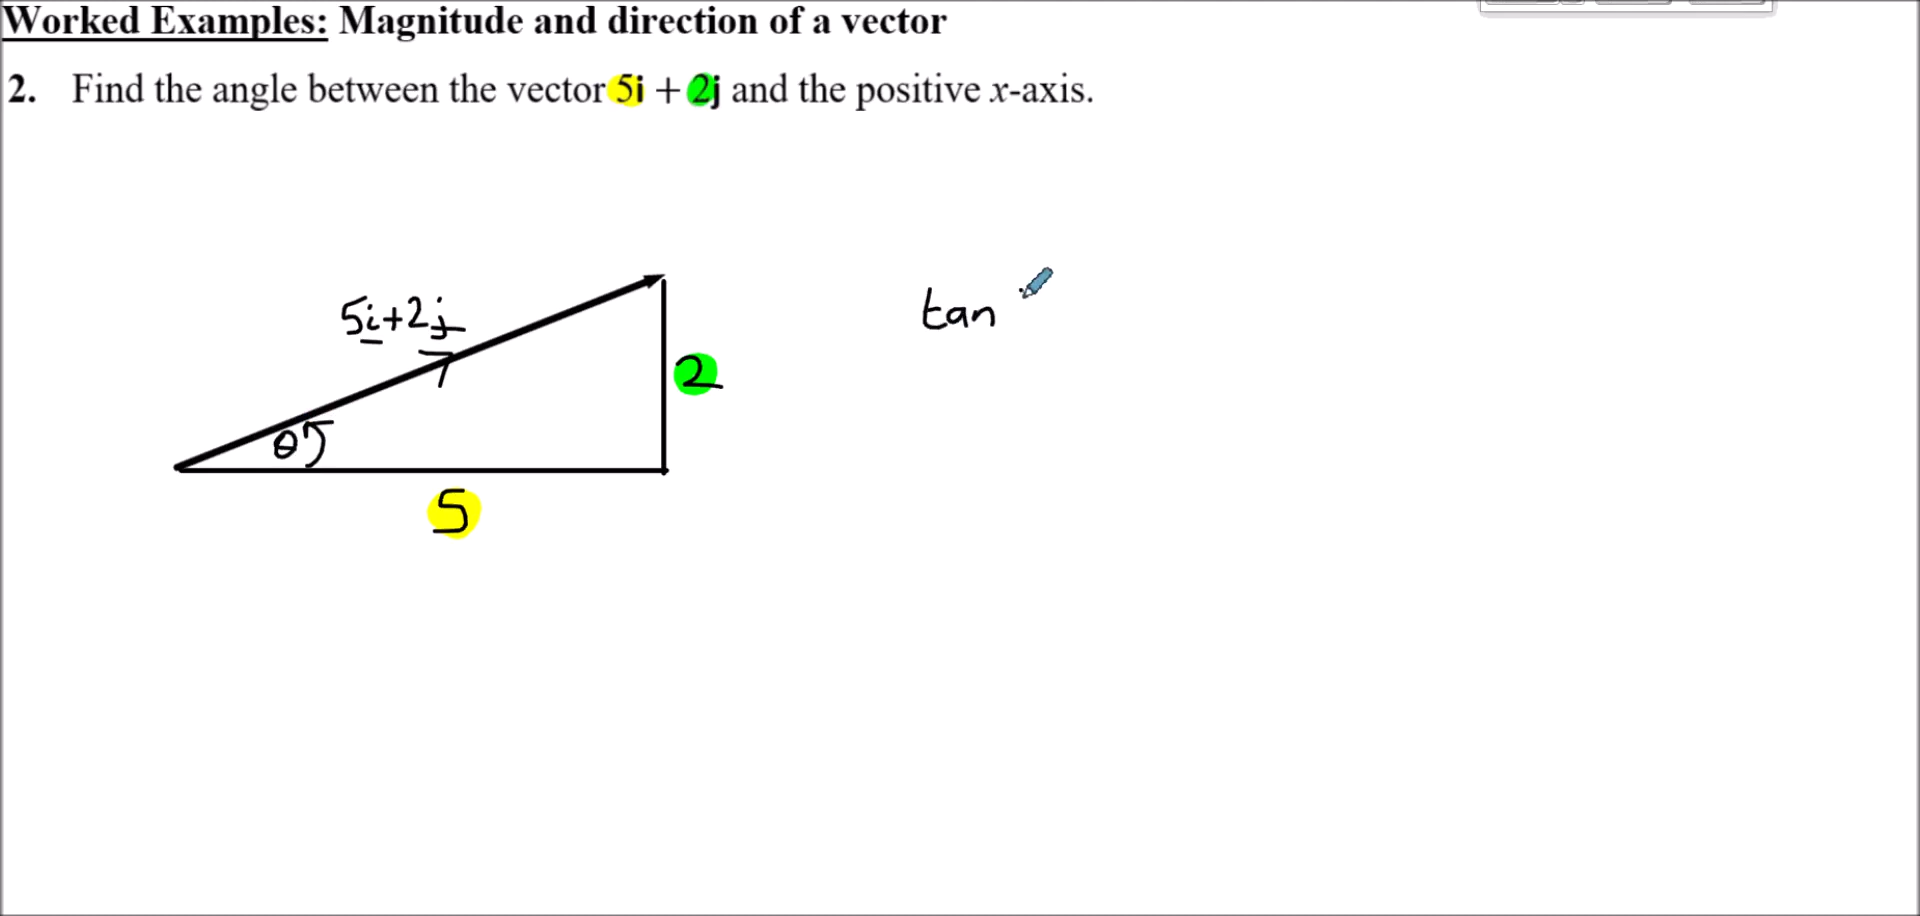 Worked Examples: Magnitude and direction of a vector
2. Find the angle between the vector 5i + 2j and the positive x-axis.
5i+2j
tan
2
θ
5